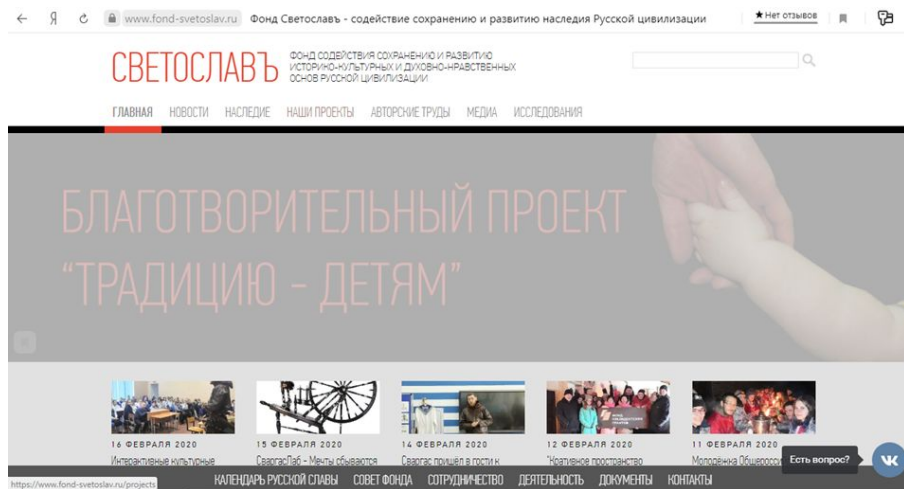 www.fond-svetoslav.ru Фонд Светославъ - содействие сохранению и развитию наследия Русской цивилизации ★ Нет отзывов
СВЕТОСЛАВЪ
ФОНД СОДЕЙСТВИЯ СОХРАНЕНИЮ И РАЗВИТИЮ
ИСТОРИКО-КУЛЬТУРНЫХ И ДУХОВНО-НРАВСТВЕННЫХ
ОСНОВ РУССКОЙ ЦИВИЛИЗАЦИИ
ГЛАВНАЯ НОВОСТИ НАСЛЕДИЕ НАШИ ПРОЕКТЫ АВТОРСКИЕ ТРУДЫ МЕДИА ИССЛЕДОВАНИЯ
БЛАГОТВОРИТЕЛЬНЫЙ ПРОЕКТ
“ТРАДИЦИЮ - ДЕТЯМ”
16 ФЕВРАЛЯ 2020 15 ФЕВРАЛЯ 2020 14 ФЕВРАЛЯ 2020 12 ФЕВРАЛЯ 2020 11 ФЕВРАЛЯ 2020
Интерактивные культурные СваргасЛаб - Мечты сбываются Сваргас пришёл в гости к "Креативное пространство Молодёжка Общеросси
Есть вопрос?
https://www.fond-svetoslav.ru/projects
КАЛЕНДАРЬ РУССКОЙ СЛАВЫ СОВЕТ ФОНДА СОТРУДНИЧЕСТВО ДЕЯТЕЛЬНОСТЬ ДОКУМЕНТЫ КОНТАКТЫ